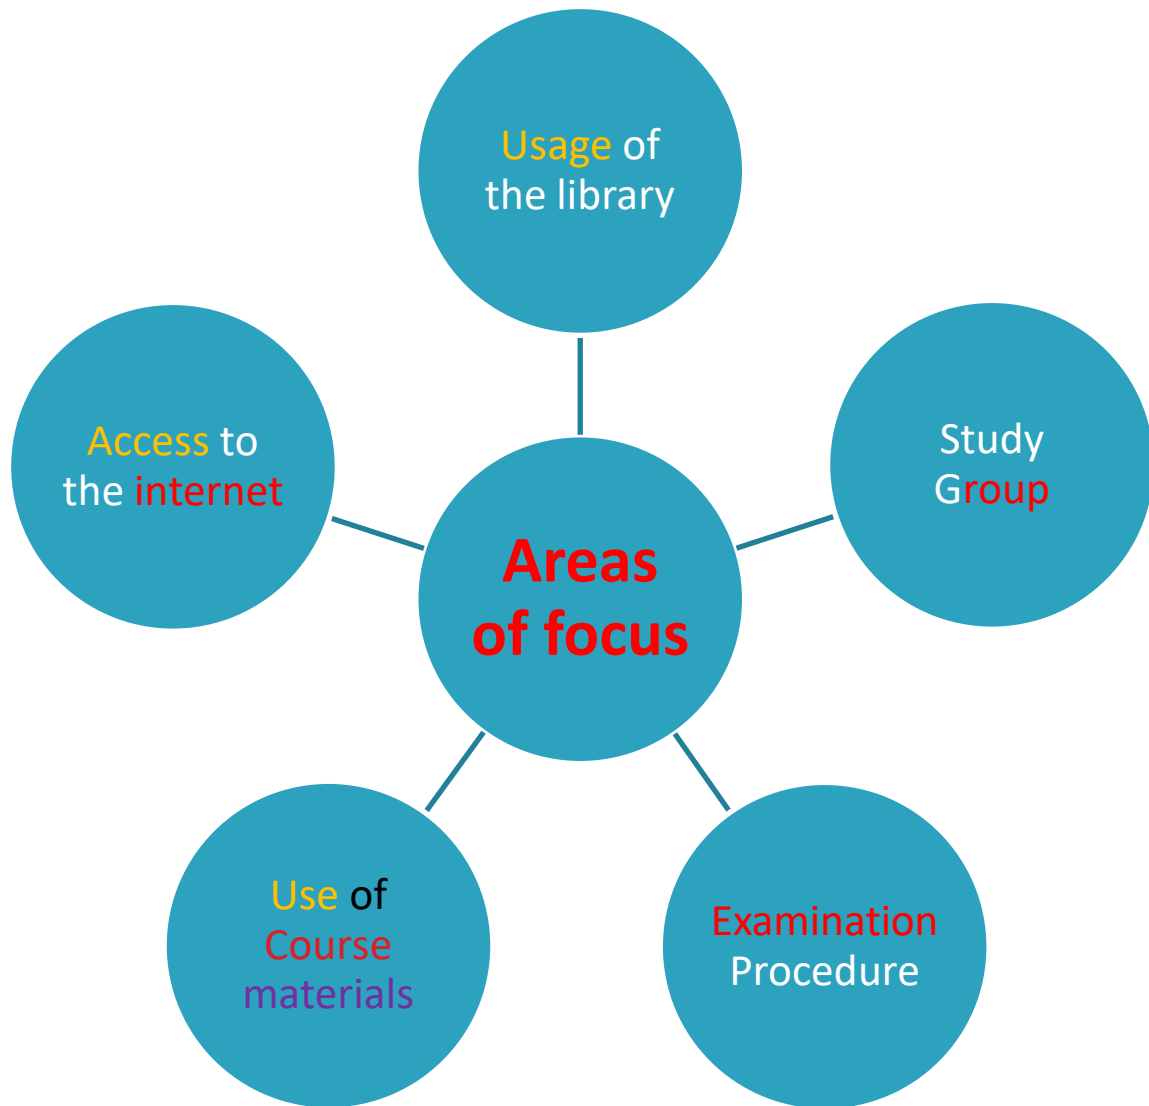 Usage of
the library
Access to
the internet
Study
Group
Areas
of focus
Use of
Course
materials
Examination
Procedure